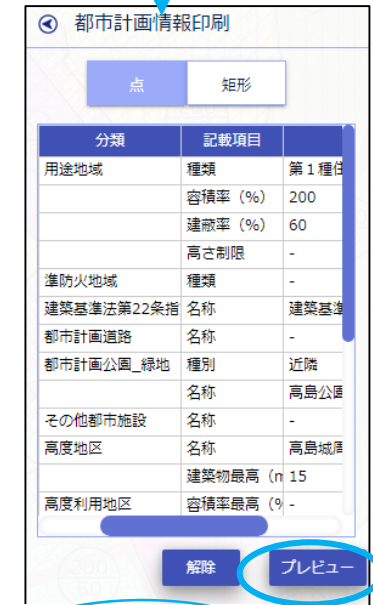 都市計画情報印刷
点 矩形
分類 記載項目
用途地域 種類 第１種住
容積率（%） 200
建蔽率（%） 60
高さ制限 -
準防火地域 種類 -
建築基準法第22条指 名称 建築基準
都市計画道路 名称 -
都市計画公園_緑地 種別 近隣
名称 高島公園
その他都市施設 名称 -
高度地区 名称 高島城周
建築物最高（m 15
高度利用地区 容積率最高（% -
解除 プレビュー